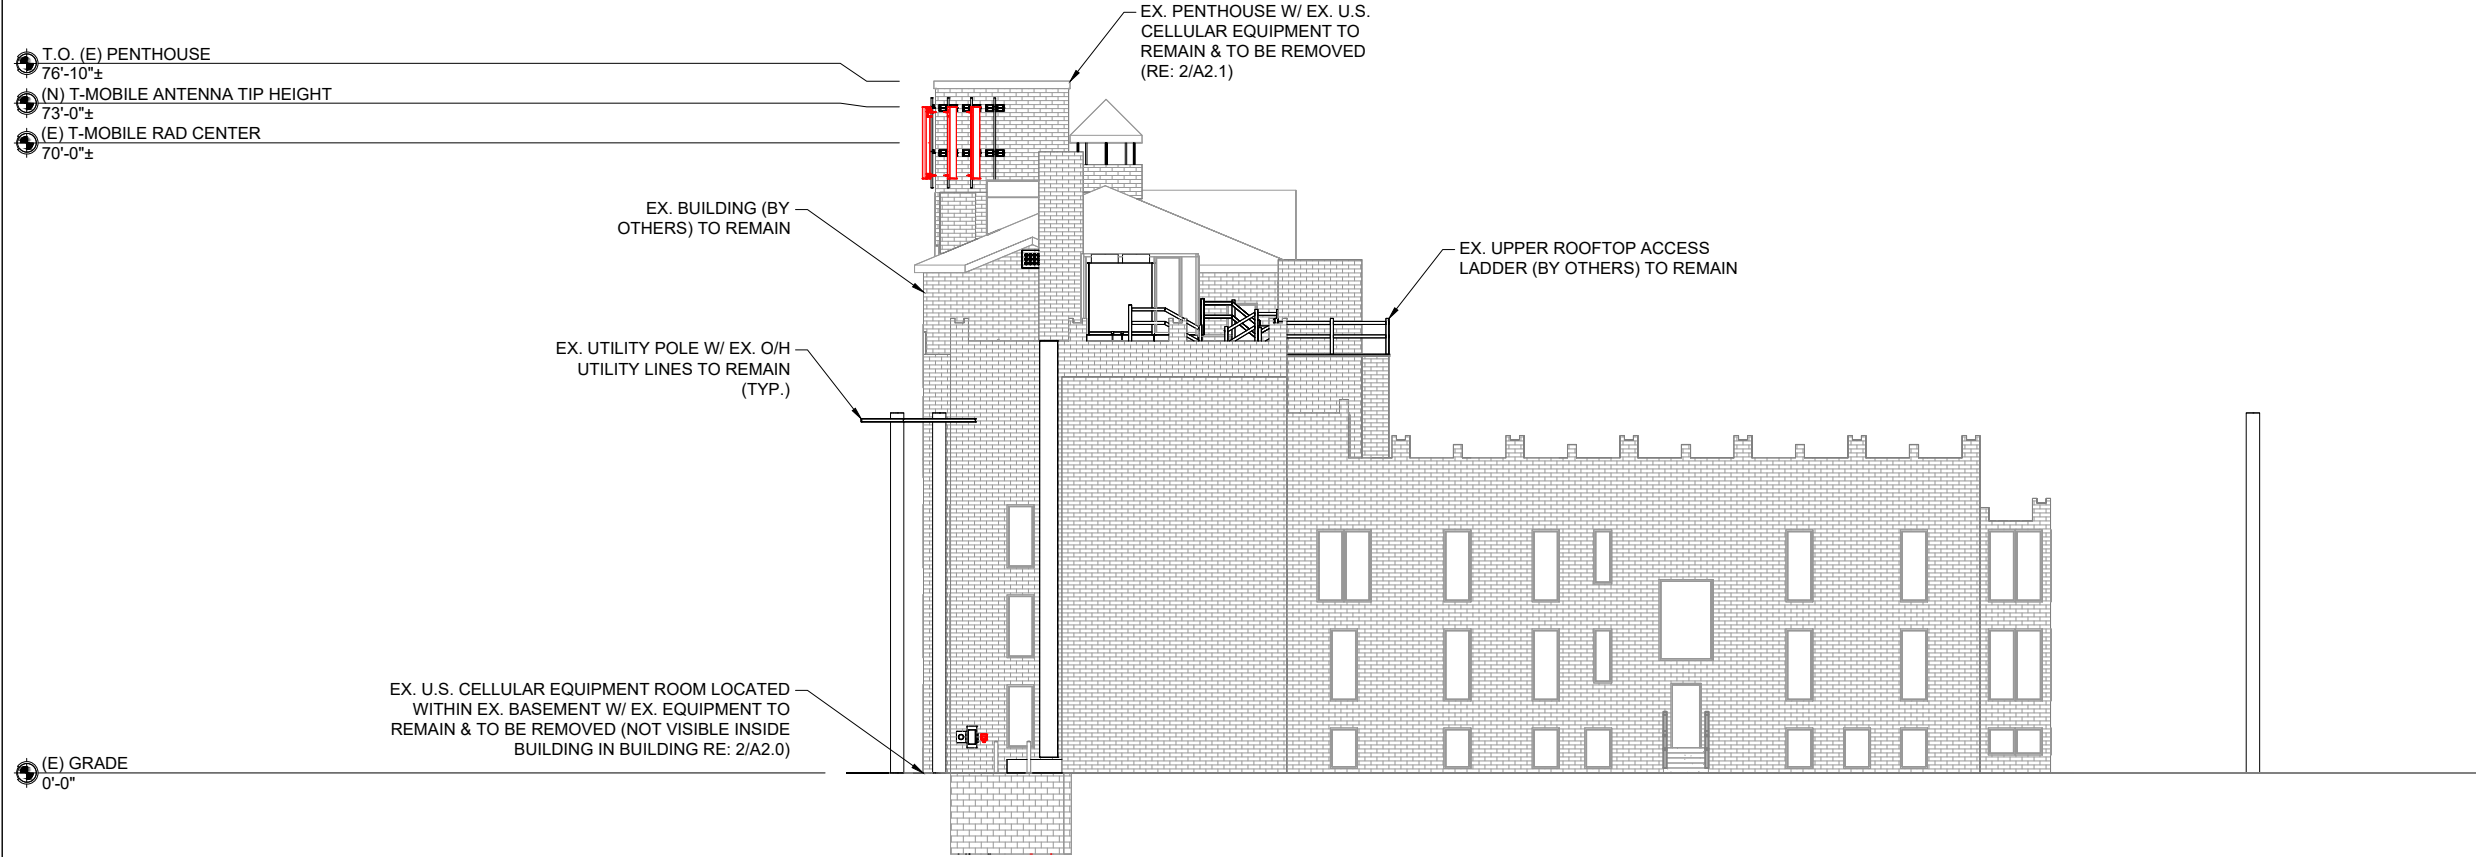 EX. PENTHOUSE W/ EX. U.S.
CELLULAR EQUIPMENT TO
REMAIN & TO BE REMOVED
(RE: 2/A2.1)
T.O. (E) PENTHOUSE
76'-10"±
(N) T-MOBILE ANTENNA TIP HEIGHT
73'-0"±
(E) T-MOBILE RAD CENTER
70'-0"±
EX. BUILDING (BY
OTHERS) TO REMAIN
EX. UPPER ROOFTOP ACCESS
LADDER (BY OTHERS) TO REMAIN
EX. UTILITY POLE W/ EX. O/H
UTILITY LINES TO REMAIN
(TYP.)
EX. U.S. CELLULAR EQUIPMENT ROOM LOCATED
WITHIN EX. BASEMENT W/ EX. EQUIPMENT TO
REMAIN & TO BE REMOVED (NOT VISIBLE INSIDE
BUILDING IN BUILDING RE: 2/A2.0)
(E) GRADE
0'-0"